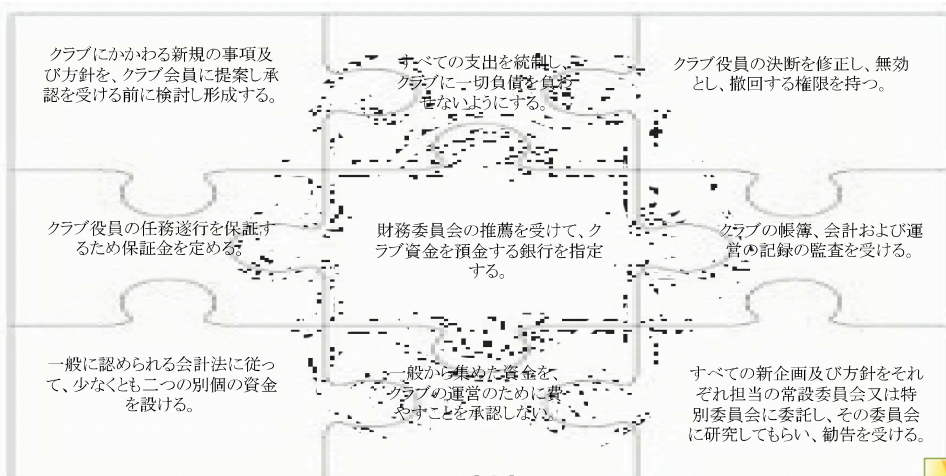 クラブにかかわる新規の事項及
び方針を、クラブ会員に提案し承
認を受ける前に検討し形成する。
すべての支出を統制し、
クラブに一切負債を負わ
せないようにする。
クラブ役員の決断を修正し、無効
とし、撤回する権限を持つ。
クラブ役員の任務遂行を保証す
るため保証金を定める。
財務委員会の推薦を受けて、ク
ラブ資金を預金する銀行を指定
する。
クラブの帳簿、会計および運
営の記録の監査を受ける。
一般に認められる会計法に従っ
て、少なくとも二つの別個の資金
を設ける。
一般から集めた資金を、
クラブの運営のために費
やすことを承認しない。
すべての新企画及び方針をそれ
ぞれ担当の常設委員会又は特
別委員会に委託し、その委員会
に研究してもらい、勧告を受ける。